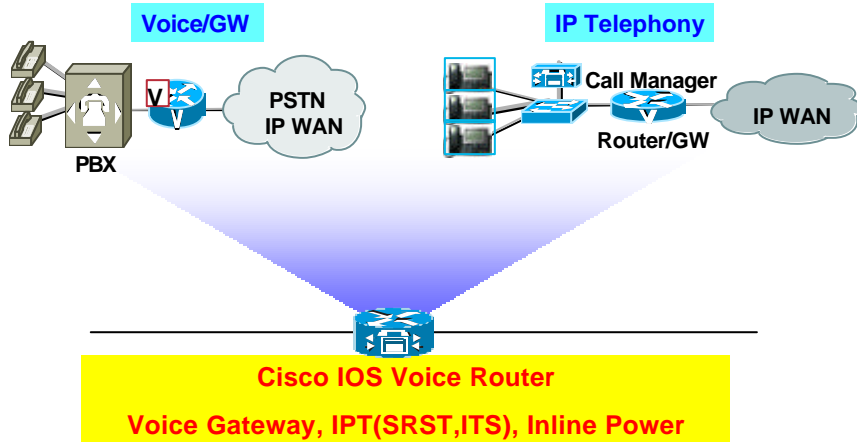 Voice/GW
IP Telephony
V
V
PSTN
IP WAN
PBX
Call Manager
Router/GW
IP WAN
Cisco IOS Voice Router
Voice Gateway, IPT(SRST,ITS), Inline Power